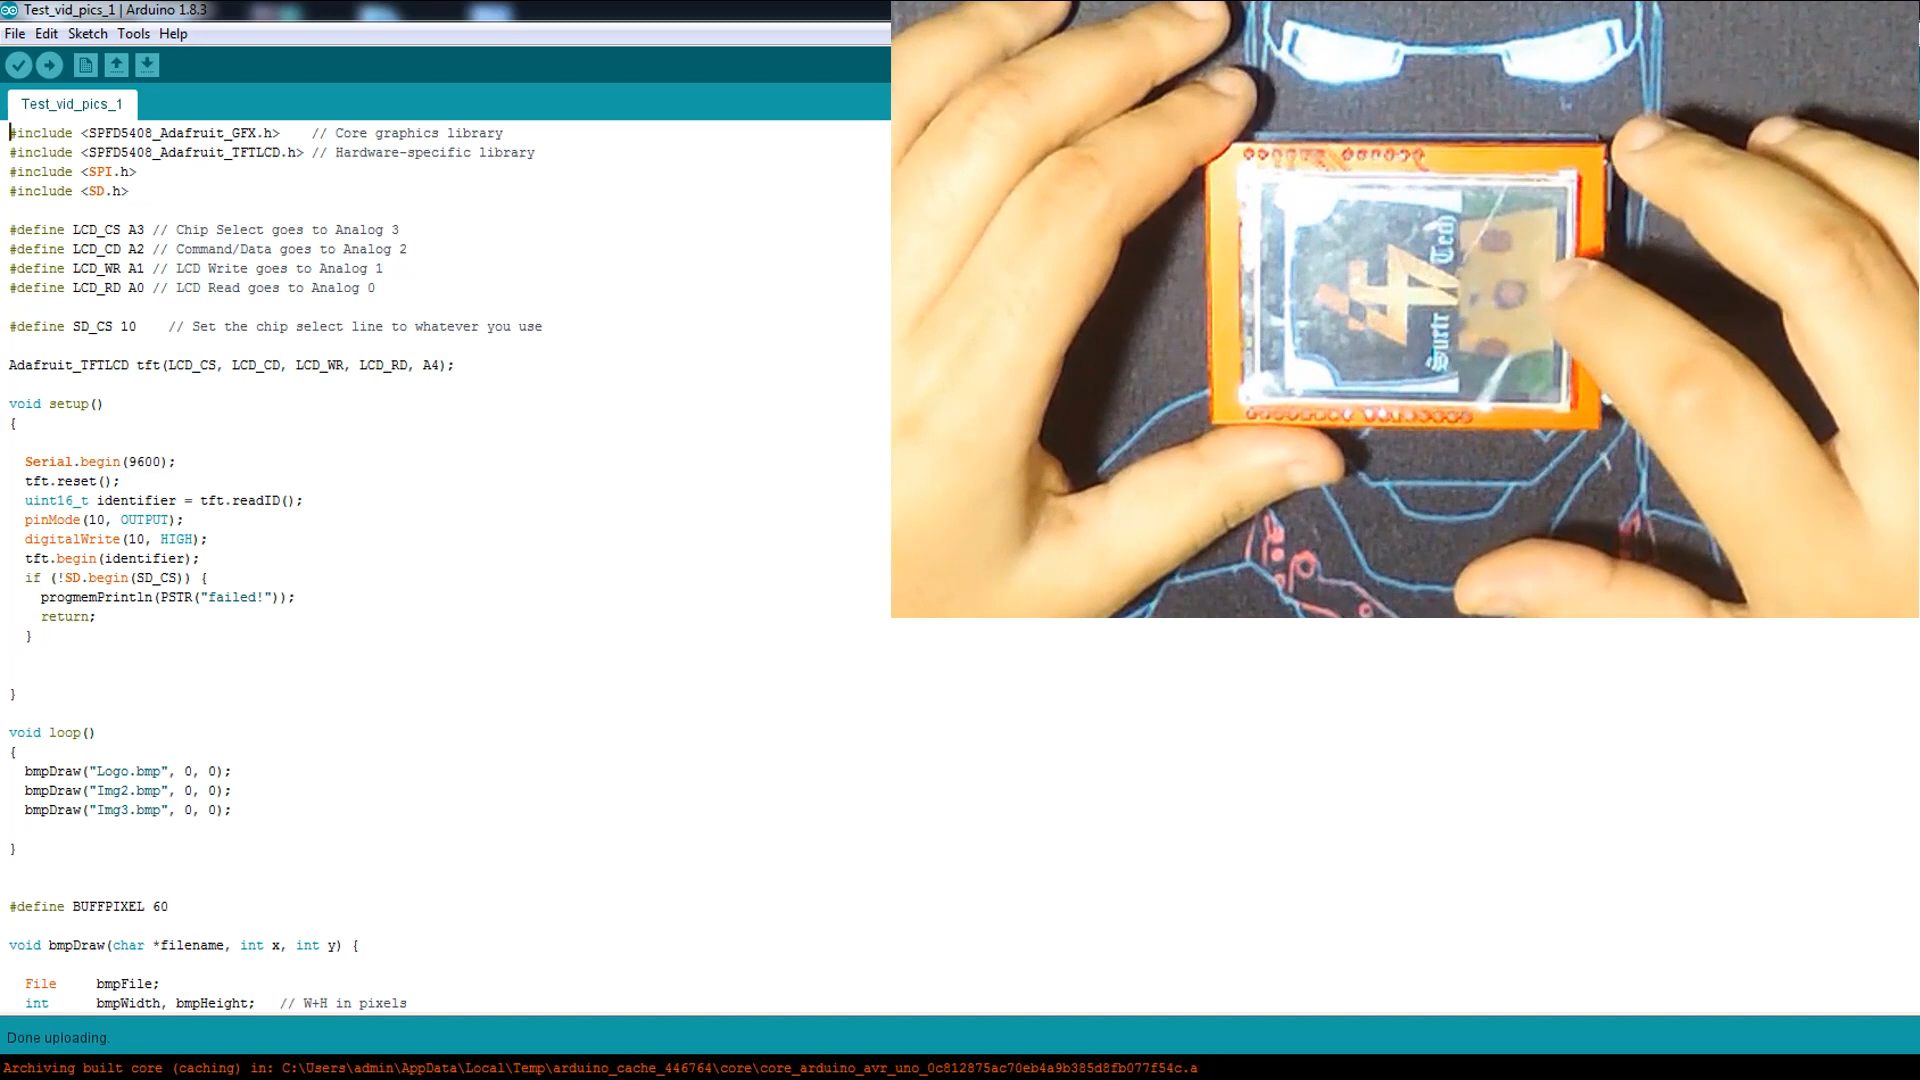 Test_vid_pics_1 | Arduino 1.8.3
File Edit Sketch Tools Help
Test_vid_pics_1
#include <SPFD5408_Adafruit_GFX.h>    // Core graphics library
#include <SPFD5408_Adafruit_TFTLCD.h> // Hardware-specific library
#include <SPI.h>
#include <SD.h>
#define LCD_CS A3 // Chip Select goes to Analog 3
#define LCD_CD A2 // Command/Data goes to Analog 2
#define LCD_WR A1 // LCD Write goes to Analog 1
#define LCD_RD A0 // LCD Read goes to Analog 0
#define SD_CS 10    // Set the chip select line to whatever you use
Adafruit_TFTLCD tft(LCD_CS, LCD_CD, LCD_WR, LCD_RD, A4);
void setup()
{
Serial.begin(9600);
tft.reset();
uint16_t identifier = tft.readID();
pinMode(10, OUTPUT);
digitalWrite(10, HIGH);
tft.begin(identifier);
if (!SD.begin(SD_CS)) {
progmemPrintln(PSTR("failed!"));
return;
}
}
void loop()
{
bmpDraw("Logo.bmp", 0, 0);
bmpDraw("Img2.bmp", 0, 0);
bmpDraw("Img3.bmp", 0, 0);
}
#define BUFFPIXEL 60
void bmpDraw(char *filename, int x, int y) {
File     bmpFile;
int      bmpWidth, bmpHeight;   // W+H in pixels
Done uploading.
Archiving built core (caching) in: C:\Users\admin\AppData\Local\Temp\arduino_cache_446764\core\core_arduino_avr_uno_0c812875ac70eb4a9b385d8fb077f54c.a